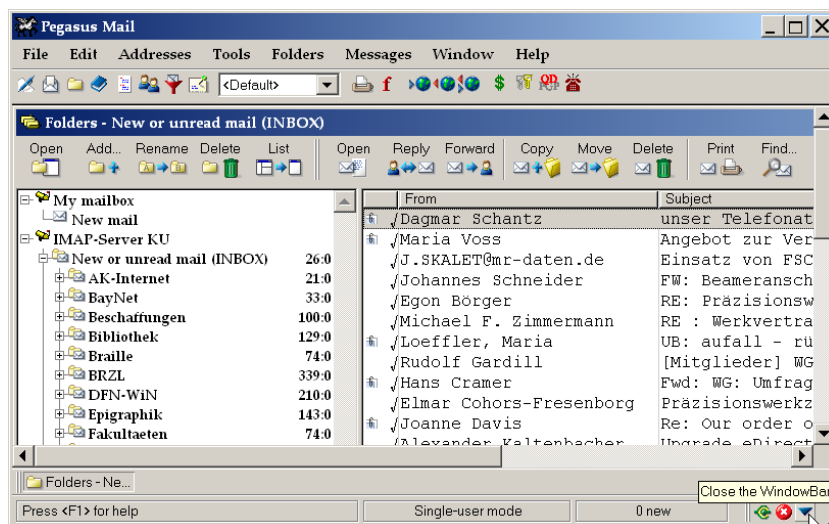 Pegasus Mail
File Edit Addresses Tools Folders Messages Window Help
<Default>
Folders - New or unread mail (INBOX)
Open Add... Rename Delete List Open Reply Forward Copy Move Delete Print Find...
My mailbox
New mail
IMAP-Server KU
New or unread mail (INBOX) 26:0
AK-Internet 21:0
BayNet 33:0
Beschaffungen 100:0
Bibliothek 129:0
Braille 74:0
BRZL 339:0
DFN-WiN 210:0
Epigraphik 143:0
Fakultaeten 74:0
From Subject
√Dagmar Schantz unser Telefonat
√Maria Voss Angebot zur Ver
√J.SKALET@mr-daten.de Einsatz von FSC
√Johannes Schneider FW: Beameransch
√Egon Börger RE: Präzisionsw
√Michael F. Zimmermann RE : Werkvertra
√Loeffler, Maria UB: aufall - rü
√Rudolf Gardill [Mitglieder] WG
√Hans Cramer Fwd: WG: Umfrag
√Elmar Cohors-Fresenborg Präzisionswerkz
√Joanne Davis Re: Our order o
√Alexander Kaltenbacher Upgrade eDirect
Folders - Ne...
Close the WindowBar
Press <F1> for help Single-user mode 0 new